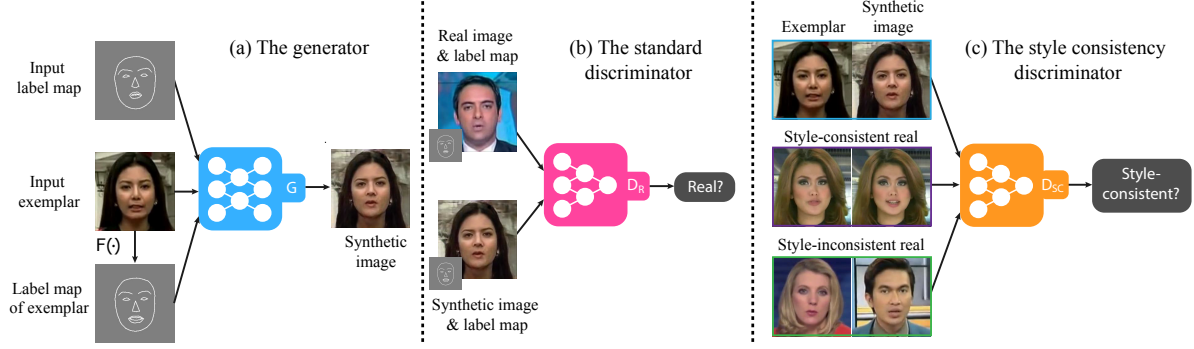 (a) The generator
Input
label map
Input
exemplar
F(·)
Label map
of exemplar
G
Synthetic
image
Real image
& label map
(b) The standard
discriminator
D_R
Real?
Synthetic image
& label map
Exemplar
Synthetic
image
(c) The style consistency
discriminator
Style-consistent real
D_SC
Style-
consistent?
Style-inconsistent real